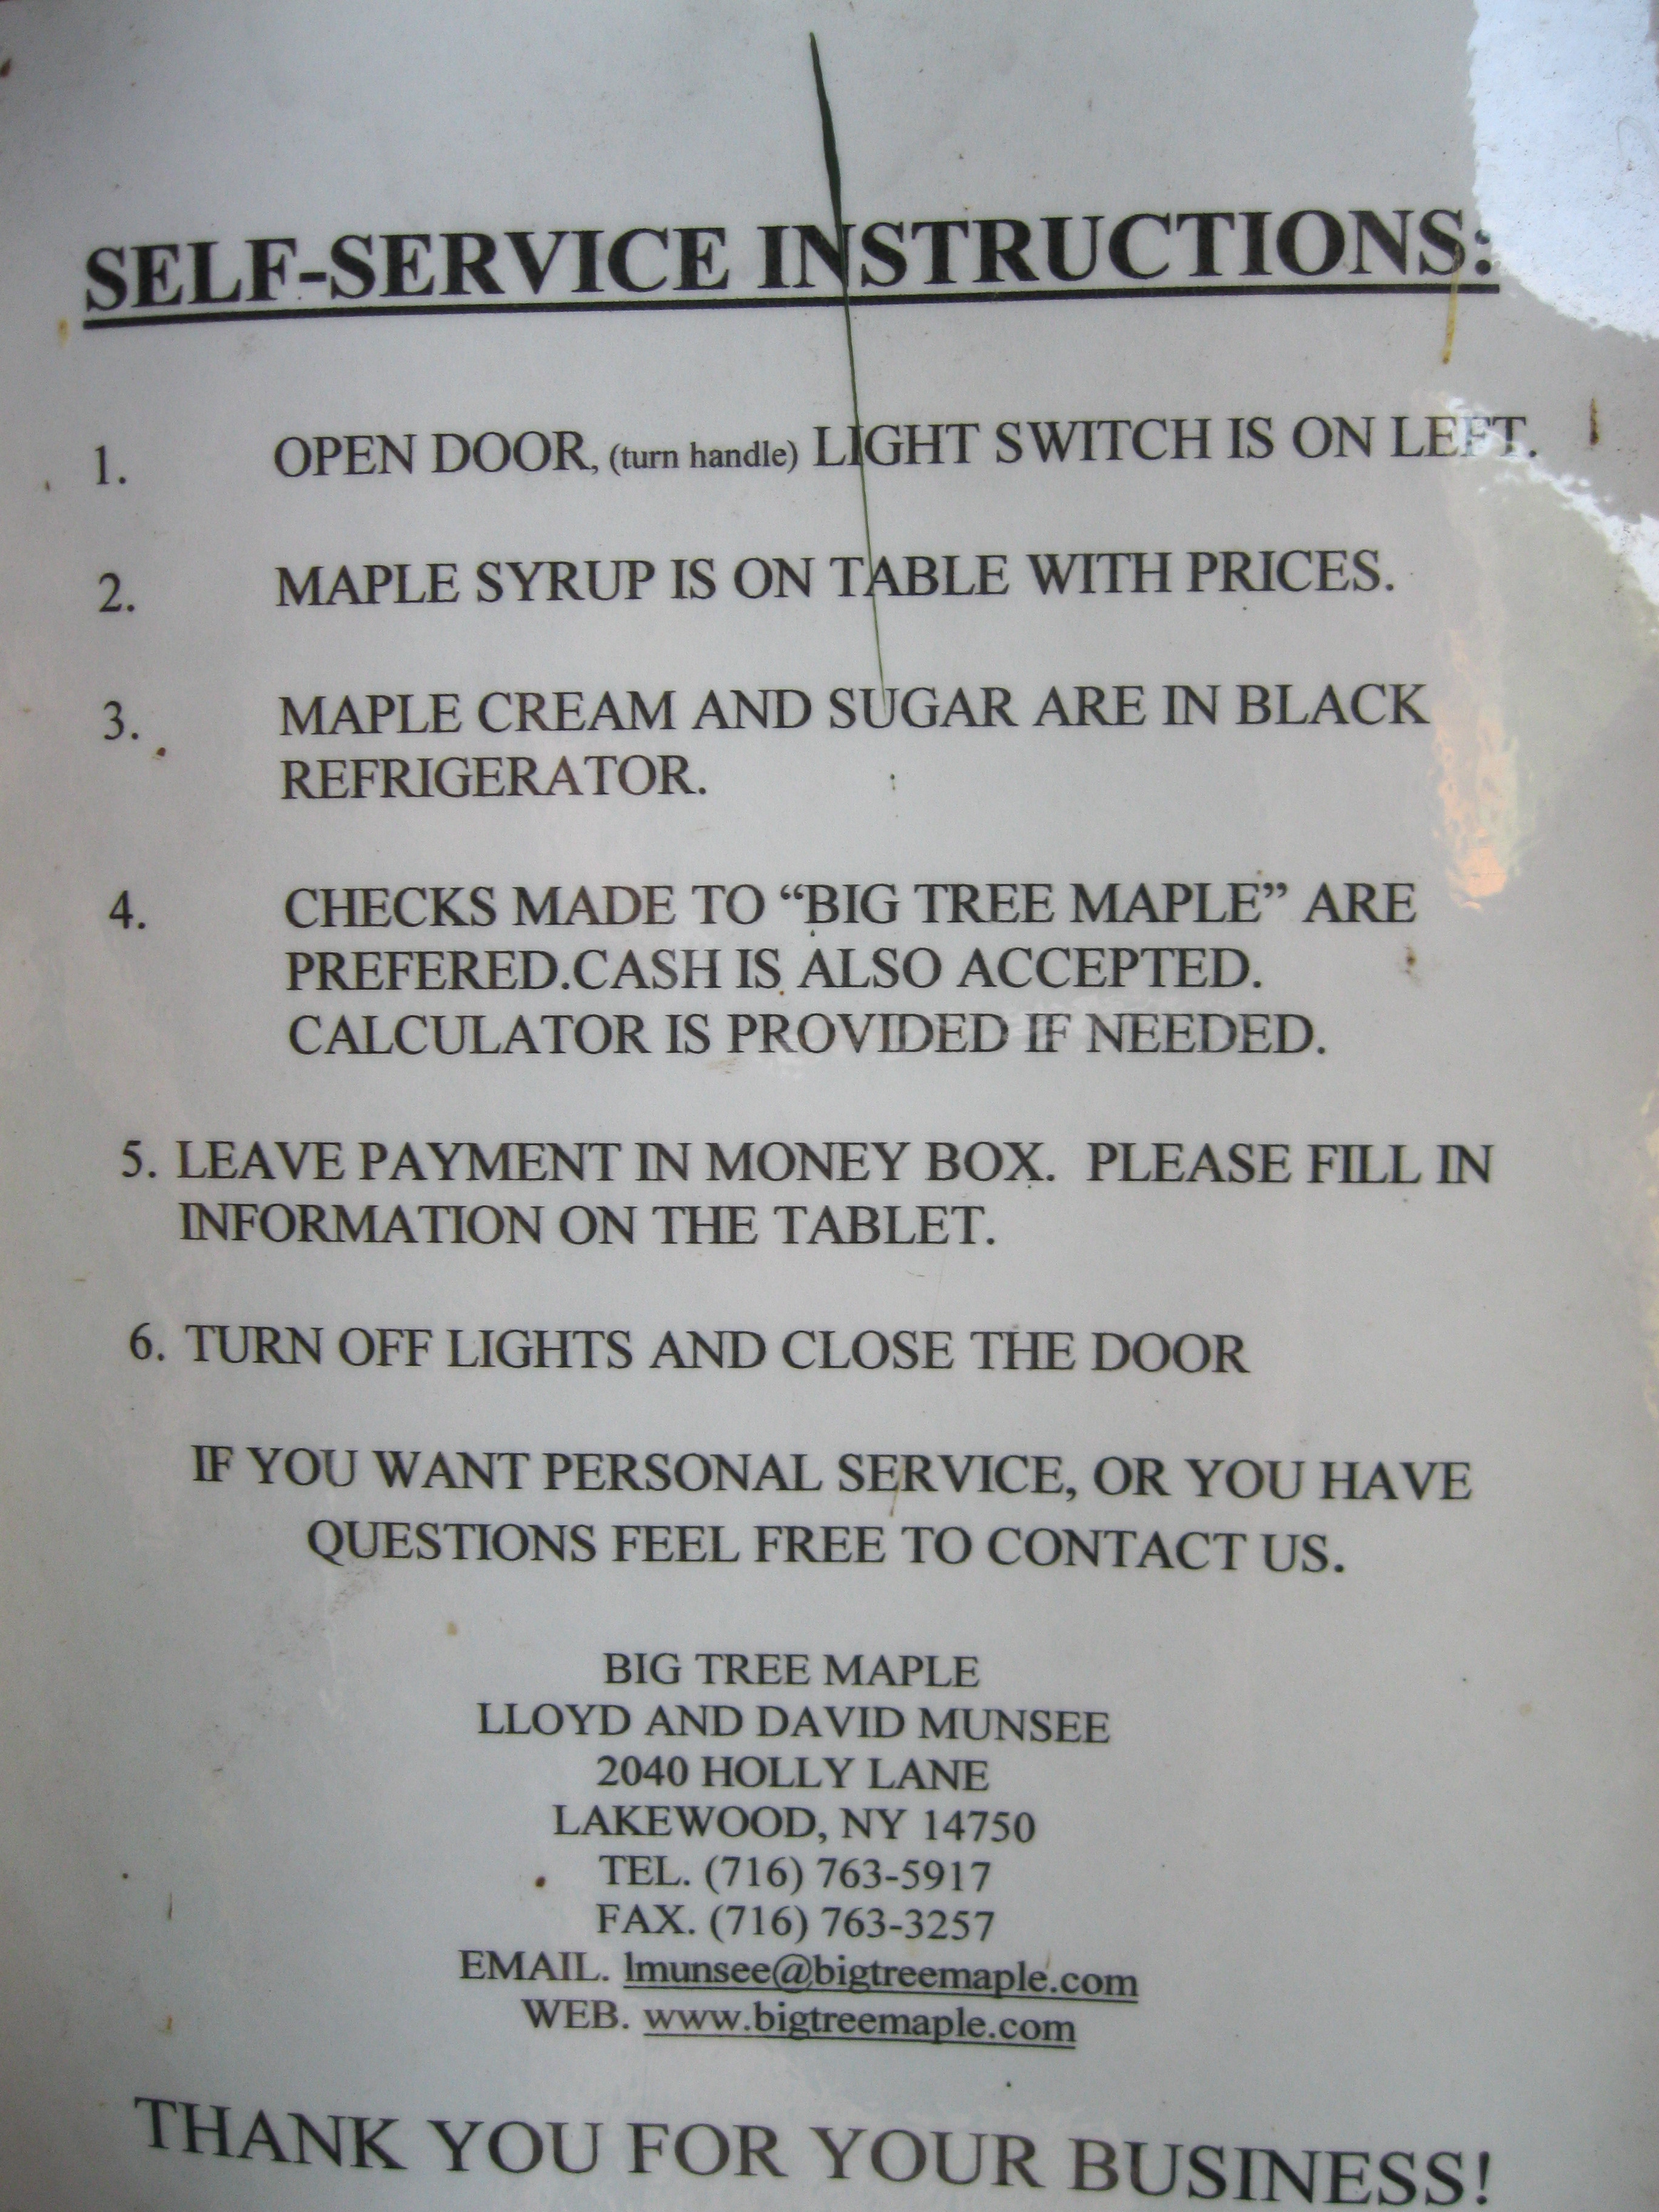 SELF-SERVICE INSTRUCTIONS:
1. OPEN DOOR, (turn handle) LIGHT SWITCH IS ON LEFT.
2. MAPLE SYRUP IS ON TABLE WITH PRICES.
3. MAPLE CREAM AND SUGAR ARE IN BLACK
REFRIGERATOR.
4. CHECKS MADE TO “BIG TREE MAPLE” ARE
PREFERED.CASH IS ALSO ACCEPTED.
CALCULATOR IS PROVIDED IF NEEDED.
5. LEAVE PAYMENT IN MONEY BOX. PLEASE FILL IN
INFORMATION ON THE TABLET.
6. TURN OFF LIGHTS AND CLOSE THE DOOR
IF YOU WANT PERSONAL SERVICE, OR YOU HAVE
QUESTIONS FEEL FREE TO CONTACT US.
BIG TREE MAPLE
LLOYD AND DAVID MUNSEE
2040 HOLLY LANE
LAKEWOOD, NY 14750
TEL. (716) 763-5917
FAX. (716) 763-3257
EMAIL. lmunsee@bigtreemaple.com
WEB. www.bigtreemaple.com
THANK YOU FOR YOUR BUSINESS!